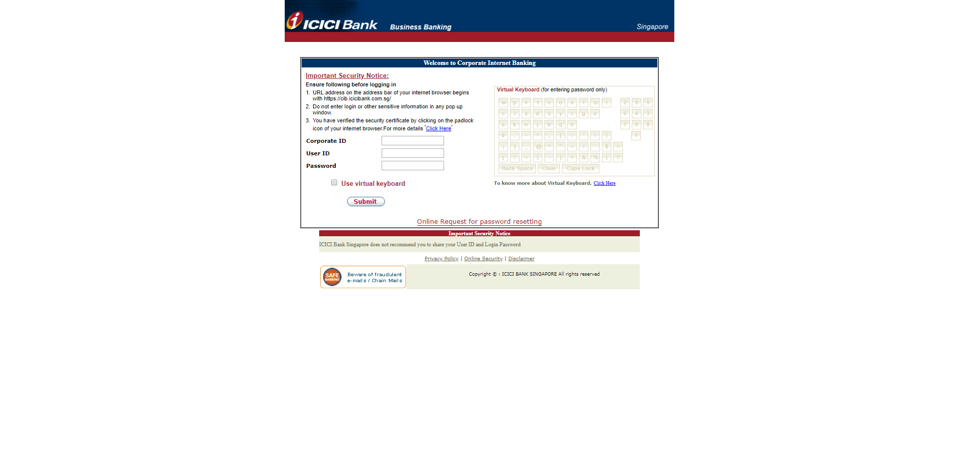 ICICI Bank Business Banking Singapore
Welcome to Corporate Internet Banking
Important Security Notice:
Ensure following before logging in
1. URL address on the address bar of your internet browser begins
with https://cib.icicibank.com.sg/
2. Do not enter login or other sensitive information in any pop up
window.
3. You have verified the security certificate by clicking on the padlock
icon of your internet browser.For more details "Click Here"
Corporate ID
User ID
Password
Use virtual keyboard
Submit
Virtual Keyboard (for entering password only)
Back Space Clear Caps Lock
To know more about Virtual Keyboard, Click Here
Online Request for password resetting
Important Security Notice
ICICI Bank Singapore does not recommend you to share your User ID and Login Password
Privacy Policy | Online Security | Disclaimer
SAFE BANKING
Beware of fraudulent
e-mails / Chain Mails
Copyright © : ICICI BANK SINGAPORE All rights reserved